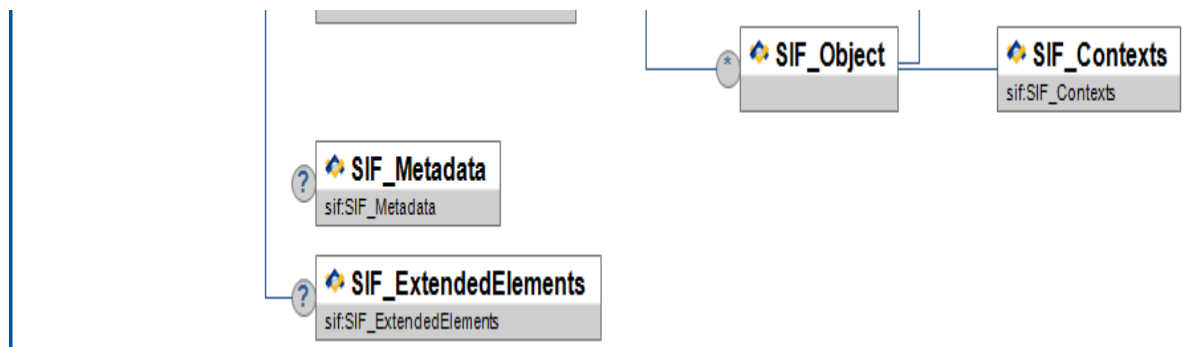 * SIF_Object
SIF_Contexts
sif:SIF_Contexts
? SIF_Metadata
sif:SIF_Metadata
? SIF_ExtendedElements
sif:SIF_ExtendedElements